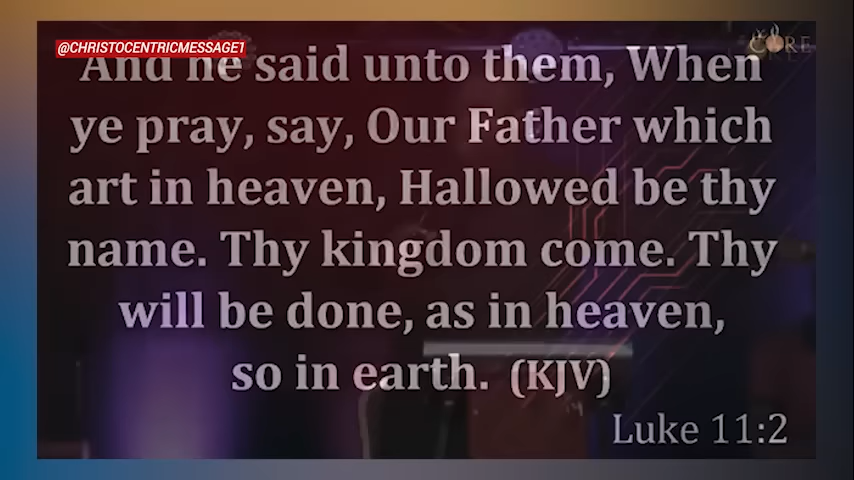 @CHRISTOCENTRICMESSAGE1
CORE
And he said unto them, When
ye pray, say, Our Father which
art in heaven, Hallowed be thy
name. Thy kingdom come. Thy
will be done, as in heaven,
so in earth. (KJV)
Luke 11:2